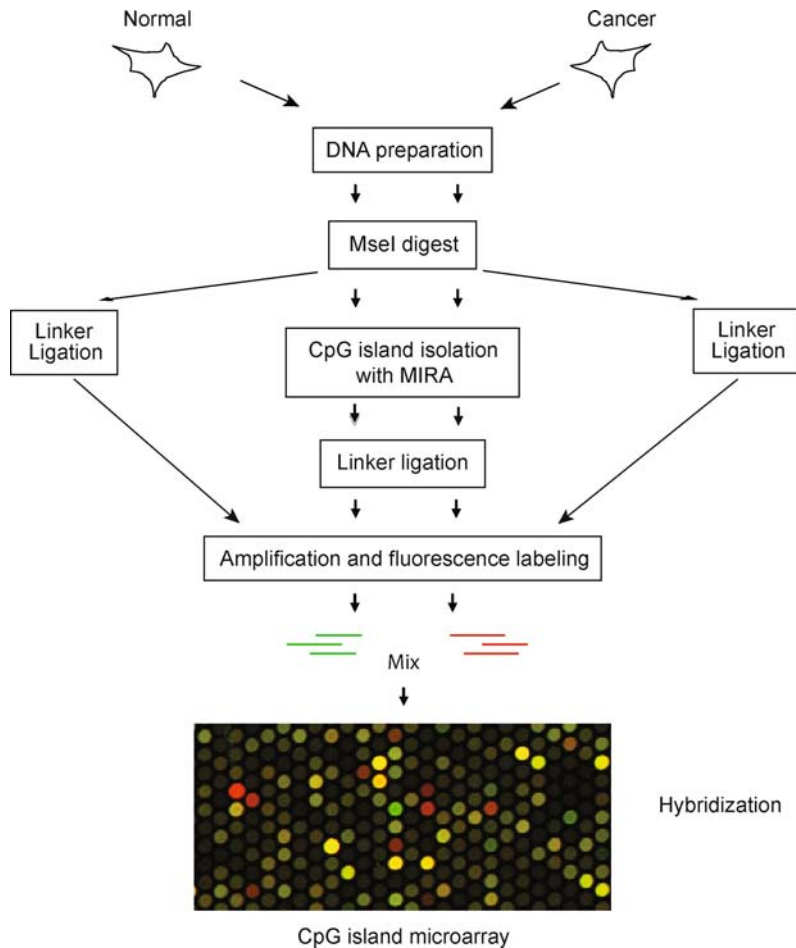 Normal
Cancer
DNA preparation
MseI digest
Linker
Ligation
CpG island isolation
with MIRA
Linker
Ligation
Linker ligation
Amplification and fluorescence labeling
Mix
Hybridization
CpG island microarray